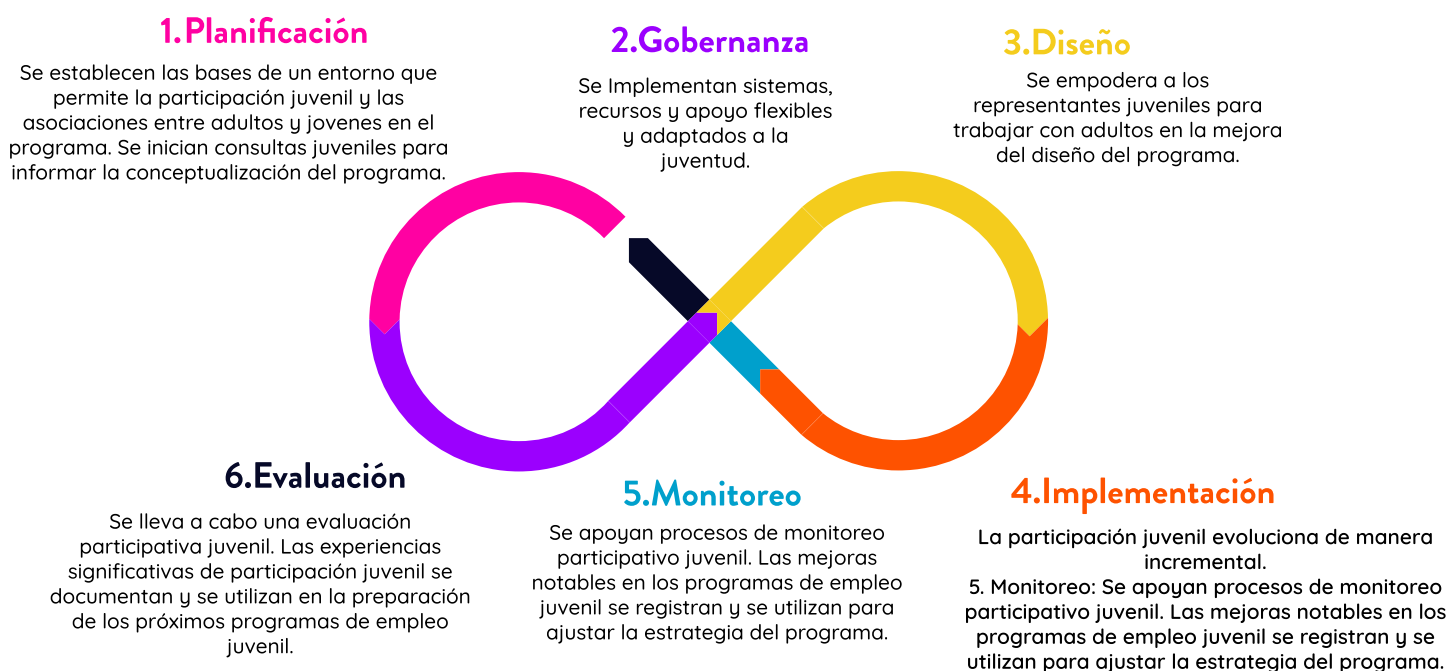 1.Planificación
Se establecen las bases de un entorno que
permite la participación juvenil y las
asociaciones entre adultos y jovenes en el
programa. Se inician consultas juveniles para
informar la conceptualización del programa.
2.Gobernanza
Se Implementan sistemas,
recursos y apoyo flexibles
y adaptados a la
juventud.
3.Diseño
Se empodera a los
representantes juveniles para
trabajar con adultos en la mejora
del diseño del programa.
6.Evaluación
Se lleva a cabo una evaluación
participativa juvenil. Las experiencias
significativas de participación juvenil se
documentan y se utilizan en la preparación
de los próximos programas de empleo
juvenil.
5.Monitoreo
Se apoyan procesos de monitoreo
participativo juvenil. Las mejoras
notables en los programas de empleo
juvenil se registran y se utilizan para
ajustar la estrategia del programa.
4.Implementación
La participación juvenil evoluciona de manera
incremental.
5. Monitoreo: Se apoyan procesos de monitoreo
participativo juvenil. Las mejoras notables en los
programas de empleo juvenil se registran y se
utilizan para ajustar la estrategia del programa.